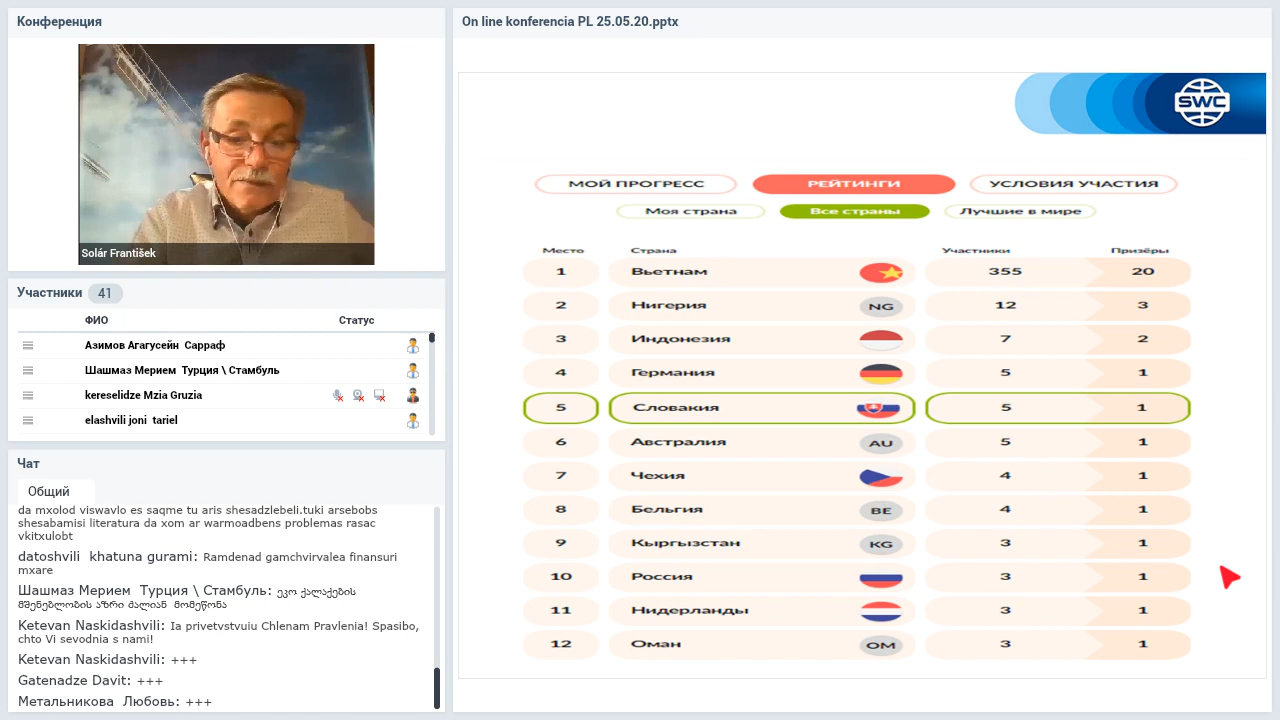 Конференция
Solár František
Участники 41
ФИО Статус
Азимов Агагусейн Сарраф
Шашмаз Мерием Турция \ Стамбуль
kereselidze Mzia Gruzia
elashvili joni tariel
Чат
Общий
da mxolod viswavlo es saqme tu aris shesadzlebeli.tuki arsebobs
shesabamisi literatura da xom ar warmoadbens problemas rasac
vkitxulobt
datoshvili khatuna gurami: Ramdenad gamchvirvalea finansuri
mxare
Шашмаз Мерием Турция \ Стамбуль: ეკო ქალაქების
მშენებლობის აზრი ძალიან მომეწონა
Ketevan Naskidashvili: Ia privetvstvuiu Chlenam Pravlenia! Spasibo,
chto Vi sevodnia s nami!
Ketevan Naskidashvili: +++
Gatenadze Davit: +++
Метальникова Любовь: +++
On line konferencia PL 25.05.20.pptx
SWC
МОЙ ПРОГРЕСС РЕЙТИНГИ УСЛОВИЯ УЧАСТИЯ
Моя страна Все страны Лучшие в мире
Место Страна Участники Призёры
1 Вьетнам 355 20
2 Нигерия NG 12 3
3 Индонезия 7 2
4 Германия 5 1
5 Словакия 5 1
6 Австралия AU 5 1
7 Чехия 4 1
8 Бельгия BE 4 1
9 Кыргызстан KG 3 1
10 Россия 3 1
11 Нидерланды 3 1
12 Оман OM 3 1